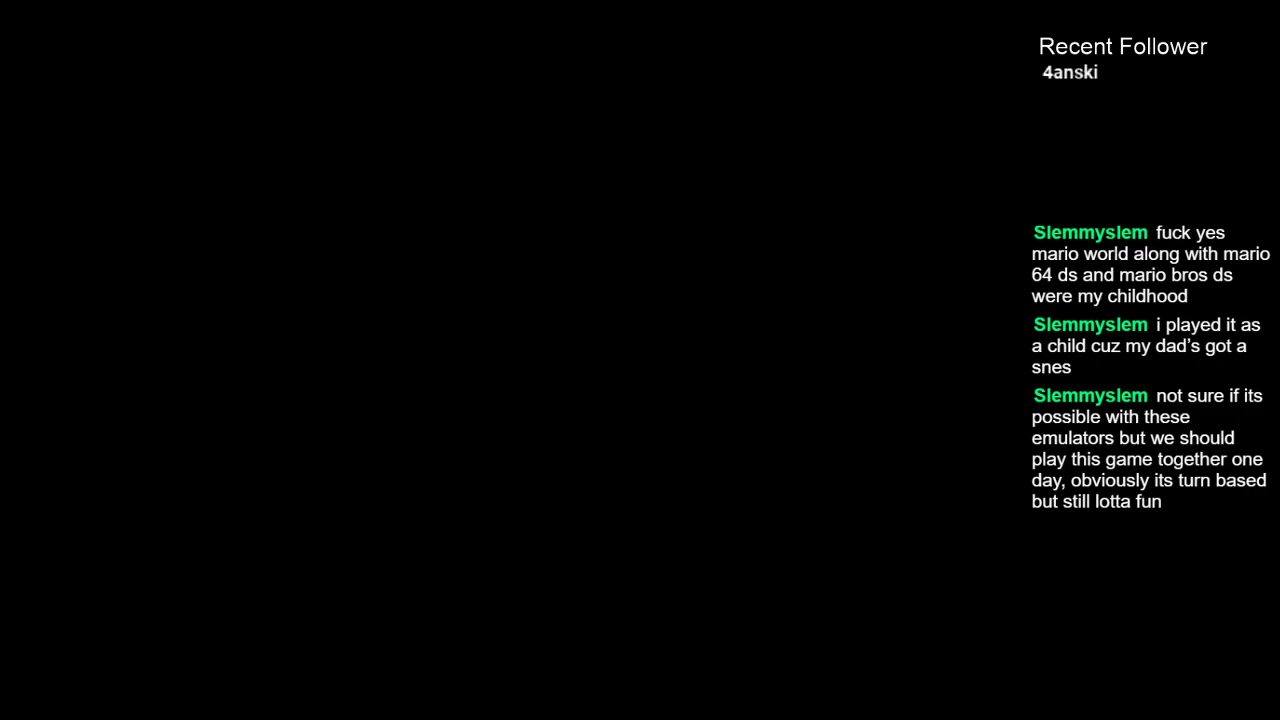 Recent Follower
4anski
Slemmyslem fuck yes
mario world along with mario
64 ds and mario bros ds
were my childhood
Slemmyslem i played it as
a child cuz my dad’s got a
snes
Slemmyslem not sure if its
possible with these
emulators but we should
play this game together one
day, obviously its turn based
but still lotta fun